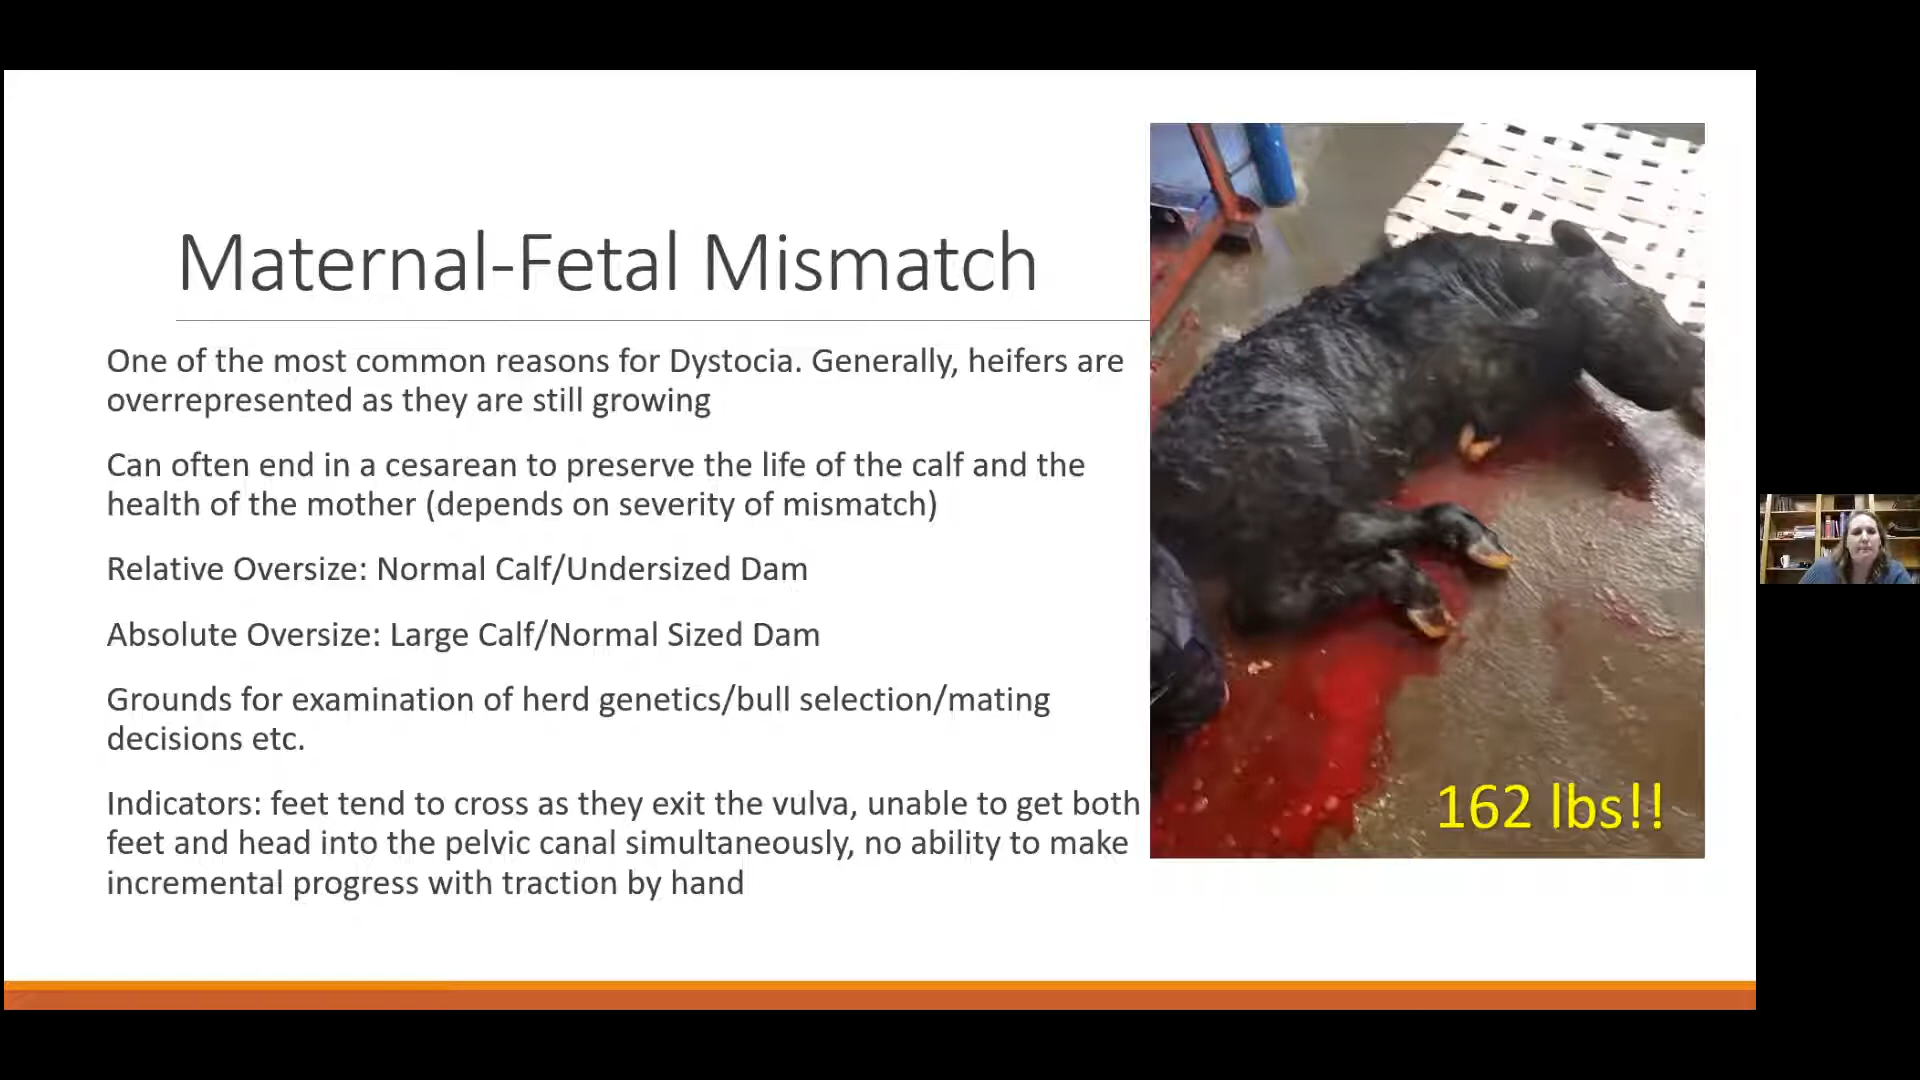 Maternal-Fetal Mismatch
One of the most common reasons for Dystocia. Generally, heifers are
overrepresented as they are still growing
Can often end in a cesarean to preserve the life of the calf and the
health of the mother (depends on severity of mismatch)
Relative Oversize: Normal Calf/Undersized Dam
Absolute Oversize: Large Calf/Normal Sized Dam
Grounds for examination of herd genetics/bull selection/mating
decisions etc.
Indicators: feet tend to cross as they exit the vulva, unable to get both
feet and head into the pelvic canal simultaneously, no ability to make
incremental progress with traction by hand
162 lbs!!